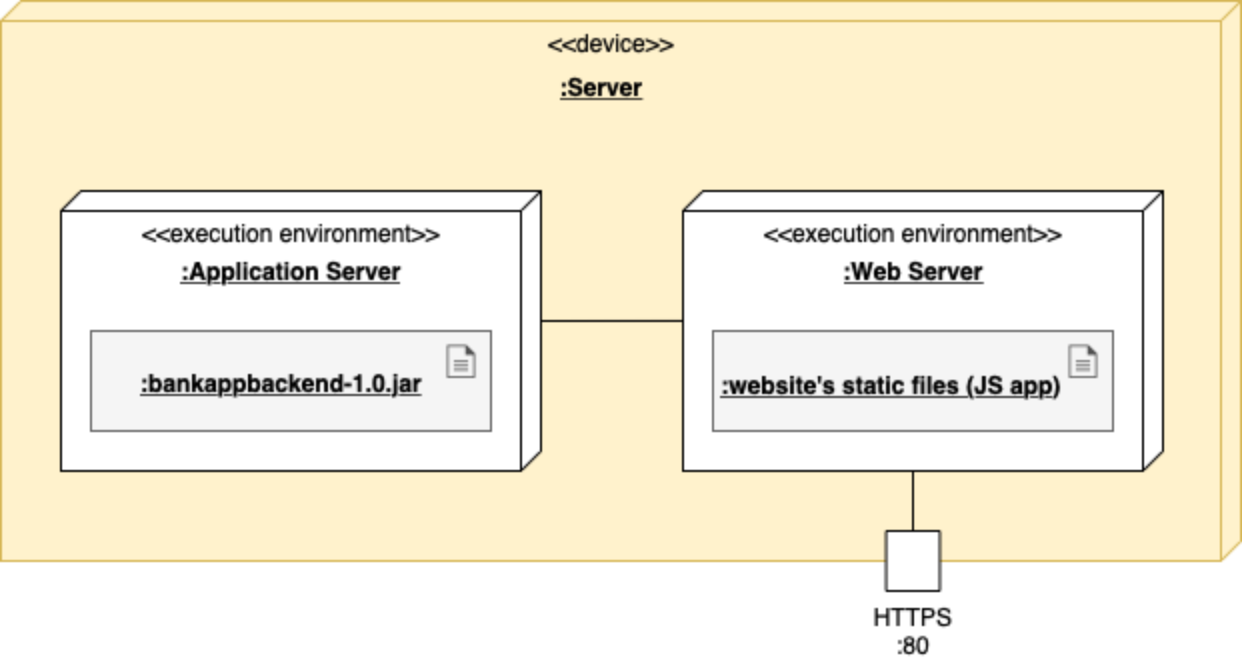 <<device>>
:Server
<<execution environment>>
:Application Server
:bankappbackend-1.0.jar
<<execution environment>>
:Web Server
:website's static files (JS app)
HTTPS
:80